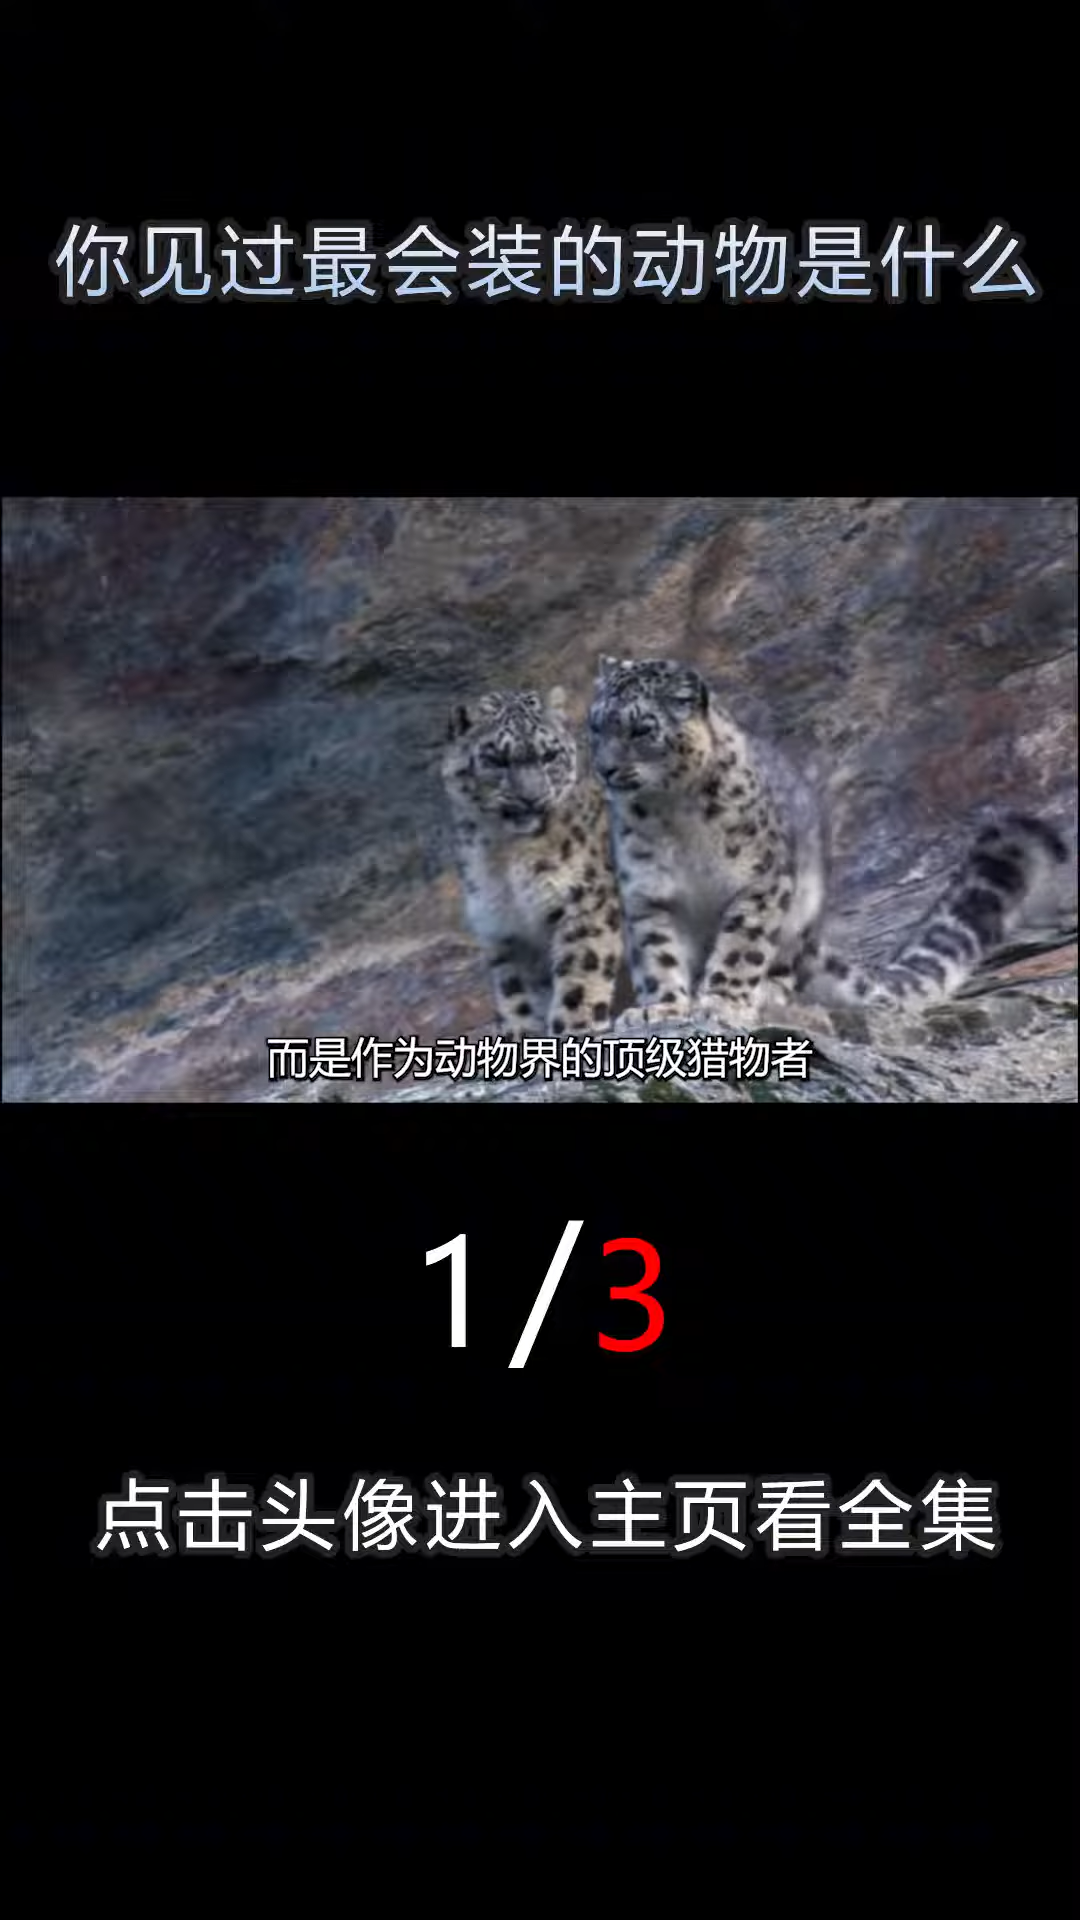 你见过最会装的动物是什么
而是作为动物界的顶级猎物者
1/3
点击头像进入主页看全集